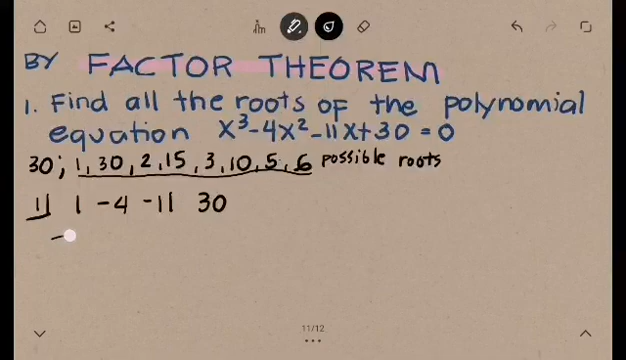 BY FACTOR THEOREM
1. Find all the roots of the polynomial
equation x³-4x²-11x+30=0
30; 1, 30, 2, 15, 3, 10, 5, 6 possible roots
1| 1 -4 -11 30
11/12